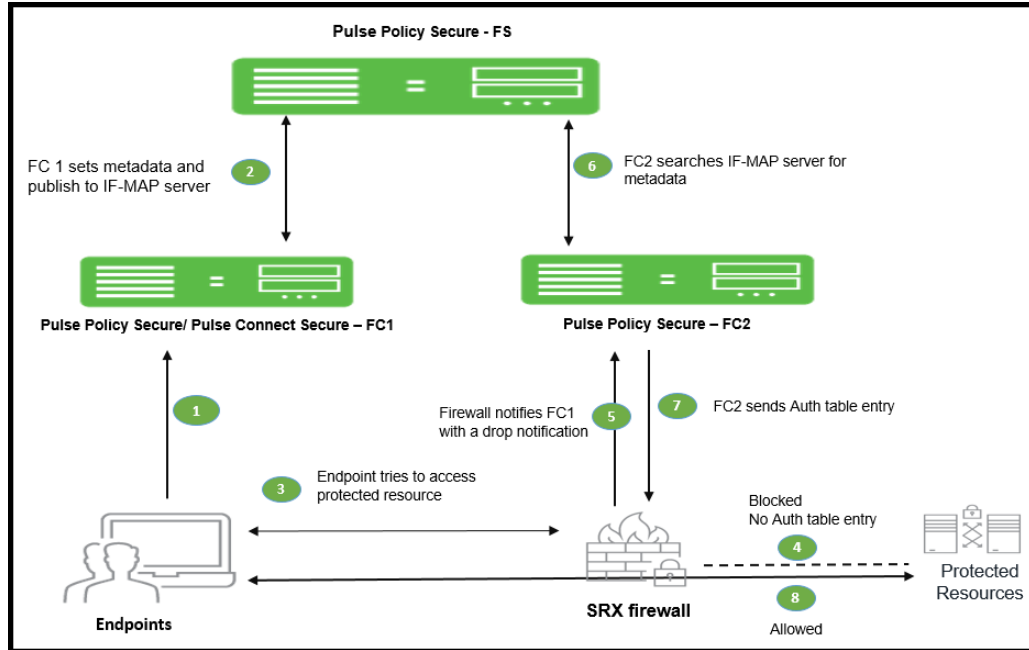 Pulse Policy Secure - FS
FC 1 sets metadata and
publish to IF-MAP server
2
6
FC2 searches IF-MAP server for
metadata
Pulse Policy Secure/ Pulse Connect Secure – FC1
Pulse Policy Secure – FC2
1
Firewall notifies FC1
with a drop notification
5
7
FC2 sends Auth table entry
3
Endpoint tries to access
protected resource
Blocked
No Auth table entry
4
Protected
Resources
8
Allowed
SRX firewall
Endpoints